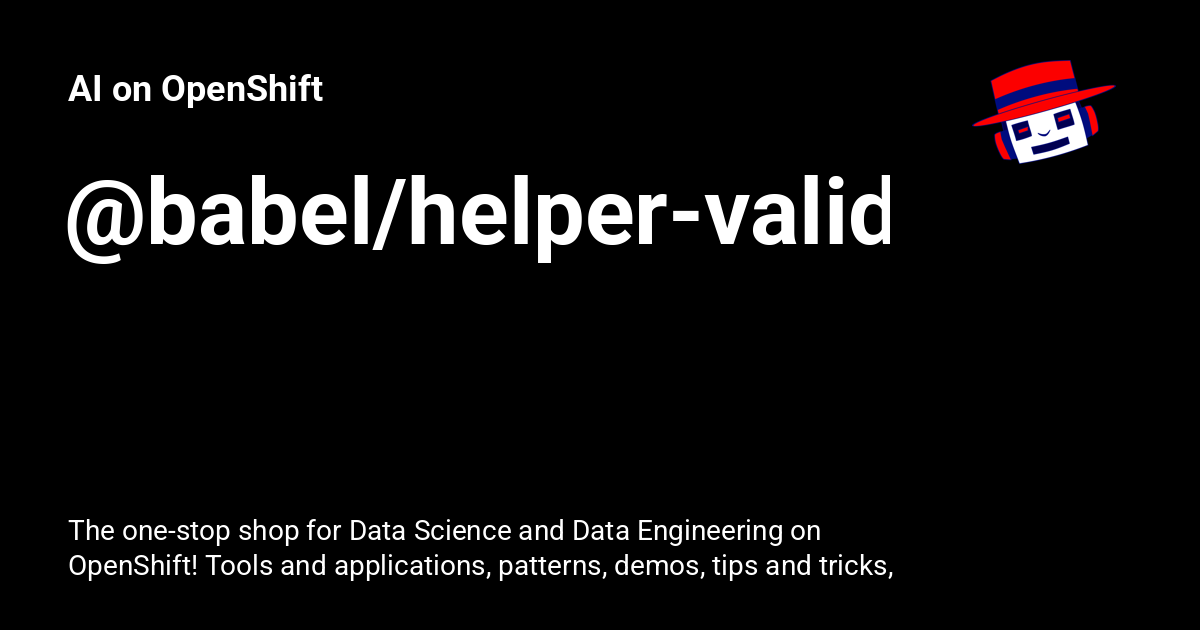 AI on OpenShift
@babel/helper-valid
The one-stop shop for Data Science and Data Engineering on
OpenShift! Tools and applications, patterns, demos, tips and tricks,